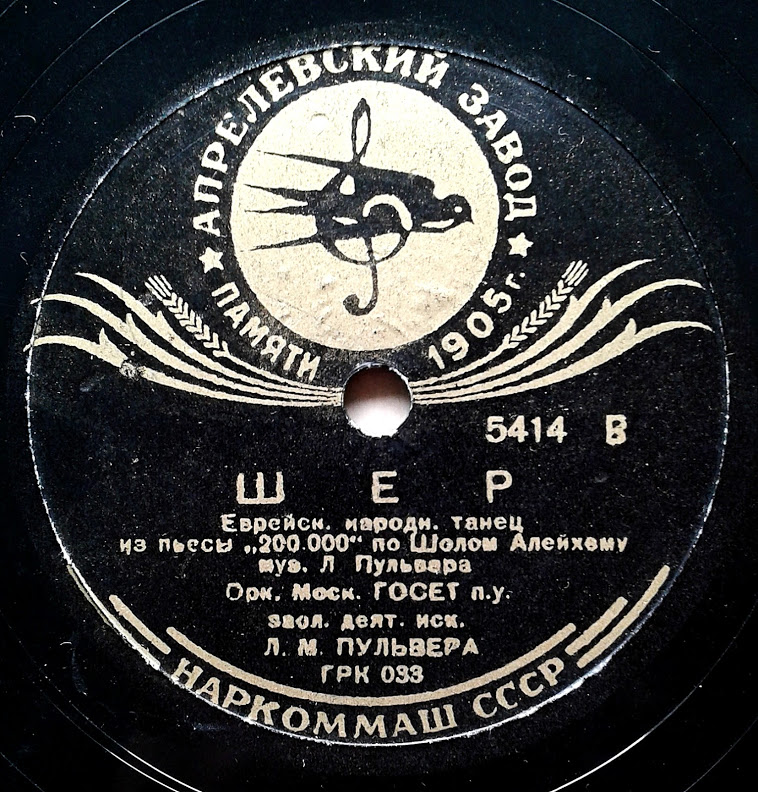 АПРЕЛЕВСКИЙ ЗАВОД
ПАМЯТИ 1905 г.
5414 В
ШЕР
Еврейск. народн. танец
из пьесы „200.000“ по Шолом Алейхему
муз. Л Пульвера
Орк. Моск. ГОСЕТ п.у.
засл. деят. иск.
Л. М. ПУЛЬВЕРА
ГРК 033
НАРКОММАШ СССР